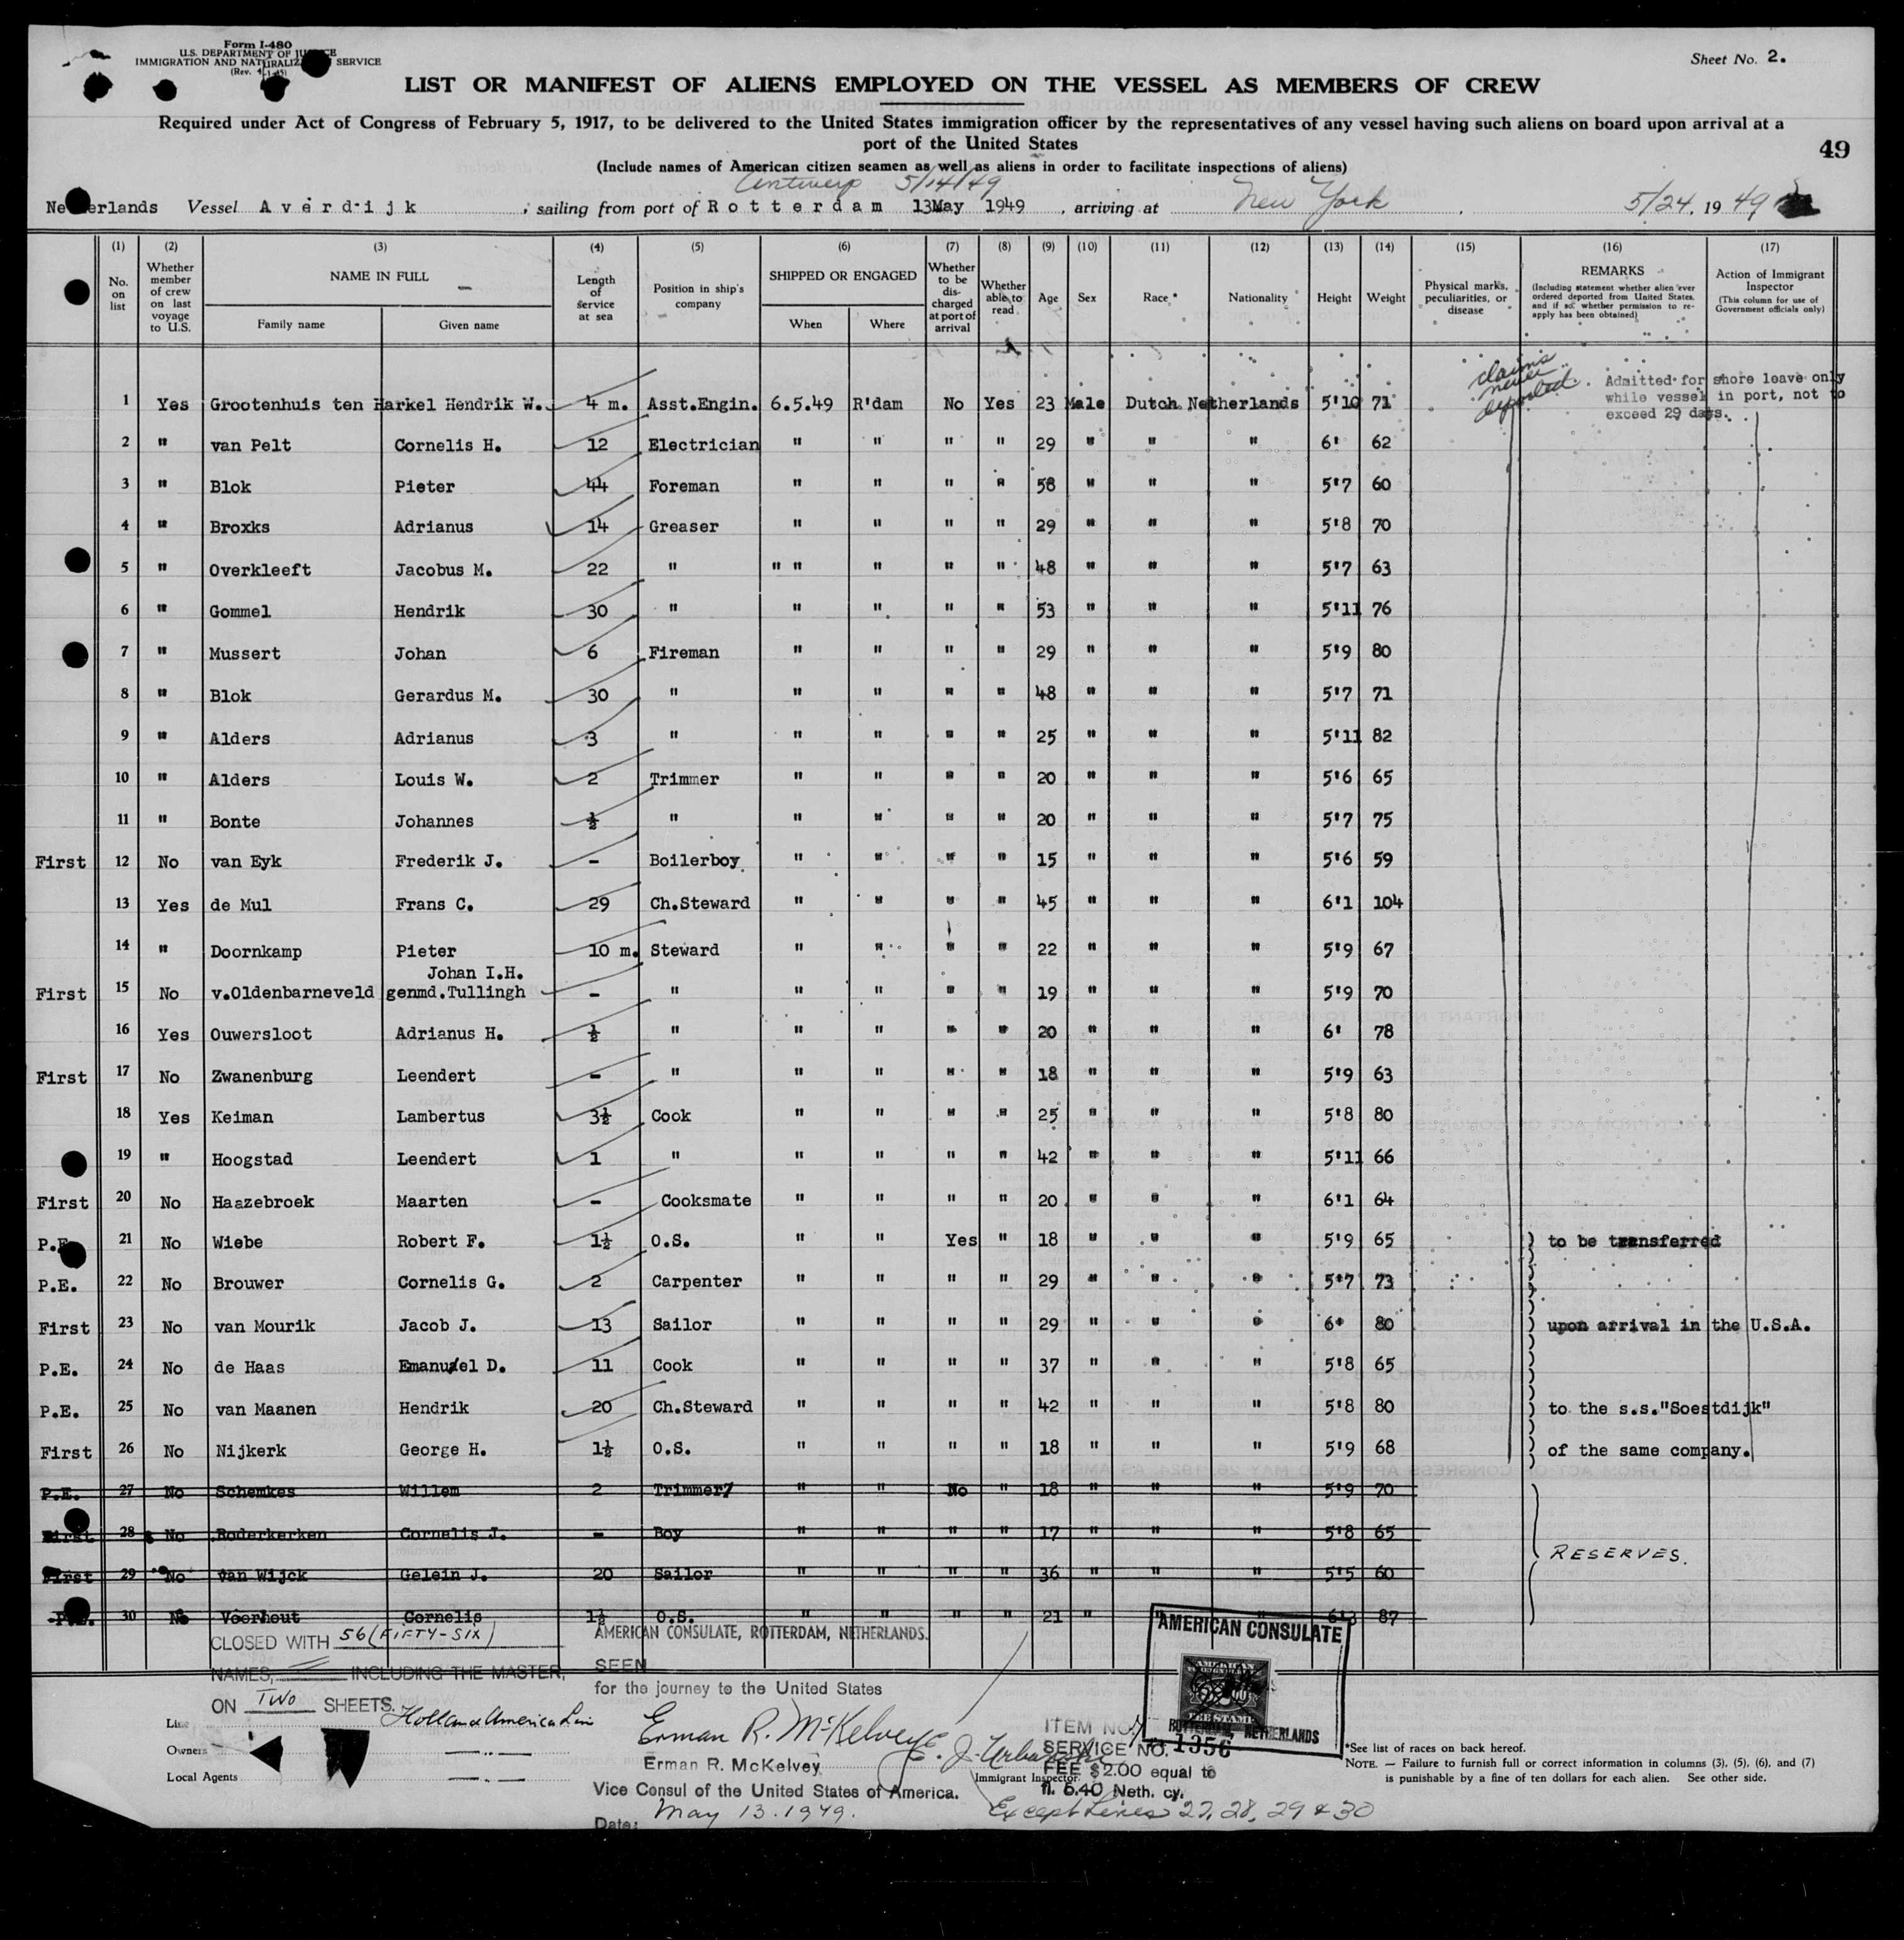 Form I-480
U.S. DEPARTMENT OF JUSTICE
IMMIGRATION AND NATURALIZATION SERVICE
(Rev. 4-1-45)
Sheet No. 2.
LIST OR MANIFEST OF ALIENS EMPLOYED ON THE VESSEL AS MEMBERS OF CREW
Required under Act of Congress of February 5, 1917, to be delivered to the United States immigration officer by the representatives of any vessel having such aliens on board upon arrival at a
port of the United States
49
(Include names of American citizen seamen as well as aliens in order to facilitate inspections of aliens)
Antwerp 5/14/49
Netherlands Vessel Averdijk, sailing from port of Rotterdam 13May 1949, arriving at New York, 5/24, 1949
(1) (2) (3) (4) (5) (6) (7) (8) (9) (10) (11) (12) (13) (14) (15) (16) (17)
No. on list
Whether member of crew on last voyage to U.S.
NAME IN FULL
Family name Given name
Length of service at sea
Position in ship's company
SHIPPED OR ENGAGED
When Where
Whether to be discharged at port of arrival
Whether able to read
Age Sex Race * Nationality Height Weight
Physical marks, peculiarities, or disease
REMARKS
(Including statement whether alien ever ordered deported from United States, and if so, whether permission to re-apply has been obtained)
Action of Immigrant Inspector
(This column for use of Government officials only)
claims never deported
Admitted for shore leave only
while vessel in port, not to
exceed 29 days.
1 Yes Grootenhuis ten Harkel Hendrik W. 4 m. Asst.Engin. 6.5.49 R'dam No Yes 23 Male Dutch Netherlands 5'10 71
2 " van Pelt Cornelis H. 12 Electrician " " " " 29 " " " 6' 62
3 " Blok Pieter 44 Foreman " " " " 58 " " " 5'7 60
4 " Broxks Adrianus 14 Greaser " " " " 29 " " " 5'8 70
5 " Overkleeft Jacobus M. 22 " " " " " " 48 " " " 5'7 63
6 " Gommel Hendrik 30 " " " " " 53 " " " 5'11 76
7 " Mussert Johan 6 Fireman " " " " 29 " " " 5'9 80
8 " Blok Gerardus M. 30 " " " " " 48 " " " 5'7 71
9 " Alders Adrianus 3 " " " " " 25 " " " 5'11 82
10 " Alders Louis W. 2 Trimmer " " " " 20 " " " 5'6 65
11 " Bonte Johannes ½ " " " " " 20 " " " 5'7 75
First 12 No van Eyk Frederik J. - Boilerboy " " " " 15 " " " 5'6 59
13 Yes de Mul Frans C. 29 Ch.Steward " " " " 45 " " " 6'1 104
14 " Doornkamp Pieter 10 m. Steward " " " " 22 " " " 5'9 67
Johan I.H.
First 15 No v.Oldenbarneveld genmd.Tullingh - " " " " " 19 " " " 5'9 70
16 Yes Ouwersloot Adrianus H. ½ " " " " " 20 " " " 6' 78
First 17 No Zwanenburg Leendert - " " " " " 18 " " " 5'9 63
18 Yes Keiman Lambertus 3½ Cook " " " " 25 " " " 5'8 80
19 " Hoogstad Leendert 1 " " " " " 42 " " " 5'11 66
First 20 No Haazebroek Maarten - Cooksmate " " " " 20 " " " 6'1 64
P.E. 21 No Wiebe Robert F. 1½ O.S. " " Yes " 18 " " " 5'9 65 ) to be transferred
P.E. 22 No Brouwer Cornelis G. 2 Carpenter " " " " 29 " " " 5'7 73
First 23 No van Mourik Jacob J. 13 Sailor " " " " 29 " " " 6' 80 ) upon arrival in the U.S.A.
P.E. 24 No de Haas Emanuel D. 11 Cook " " " " 37 " " " 5'8 65
P.E. 25 No van Maanen Hendrik 20 Ch.Steward " " " " 42 " " " 5'8 80 ) to the s.s."Soestdijk"
First 26 No Nijkerk George H. 1½ O.S. " " " " 18 " " " 5'9 68 ) of the same company.
P.E. 27 No Schemkes Willem 2 Trimmer " " No " 18 " " " 5'9 70
First 28 No Roderkerken Cornelis J. - Boy " " " " 17 " " " 5'8 65
RESERVES.
First 29 No van Wijck Gelein J. 20 Sailor " " " " 36 " " " 5'5 60
P.E. 30 No Voorhout Cornelis 1½ O.S. " " " " 21 " " " 6'3 87
CLOSED WITH 56 (FIFTY-SIX)
NAMES, INCLUDING THE MASTER,
ON TWO SHEETS.
Line Holland America Line
Owners
Local Agents
AMERICAN CONSULATE, ROTTERDAM, NETHERLANDS.
SEEN
for the journey to the United States
Erman R. McKelvey
Erman R. McKelvey
Vice Consul of the United States of America.
Date: May 13. 1949.
Immigrant Inspector
Except Lines 27, 28, 29 & 30
ITEM NO.
SERVICE NO. 1356
FEE $2.00 equal to
fl. 5.40 Neth. cy.
AMERICAN CONSULATE
FEE STAMP
ROTTERDAM, NETHERLANDS
*See list of races on back hereof.
NOTE. — Failure to furnish full or correct information in columns (3), (5), (6), and (7)
is punishable by a fine of ten dollars for each alien. See other side.